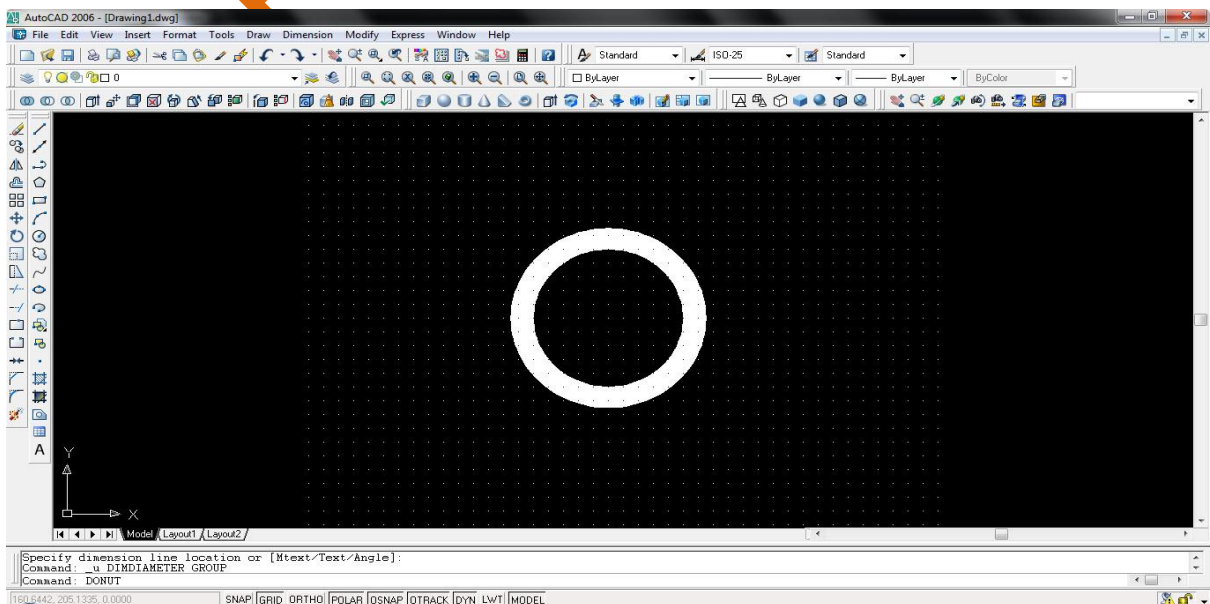 AutoCAD 2006 - [Drawing1.dwg]
File Edit View Insert Format Tools Draw Dimension Modify Express Window Help
Standard ISO-25 Standard
0 ByLayer ByLayer ByLayer ByColor
A
Y
X
Model Layout1 Layout2
Specify dimension line location or [Mtext/Text/Angle]:
Command: _u DIMDIAMETER GROUP
Command: DONUT
160.6442, 205.1335, 0.0000 SNAP GRID ORTHO POLAR OSNAP OTRACK DYN LWT MODEL